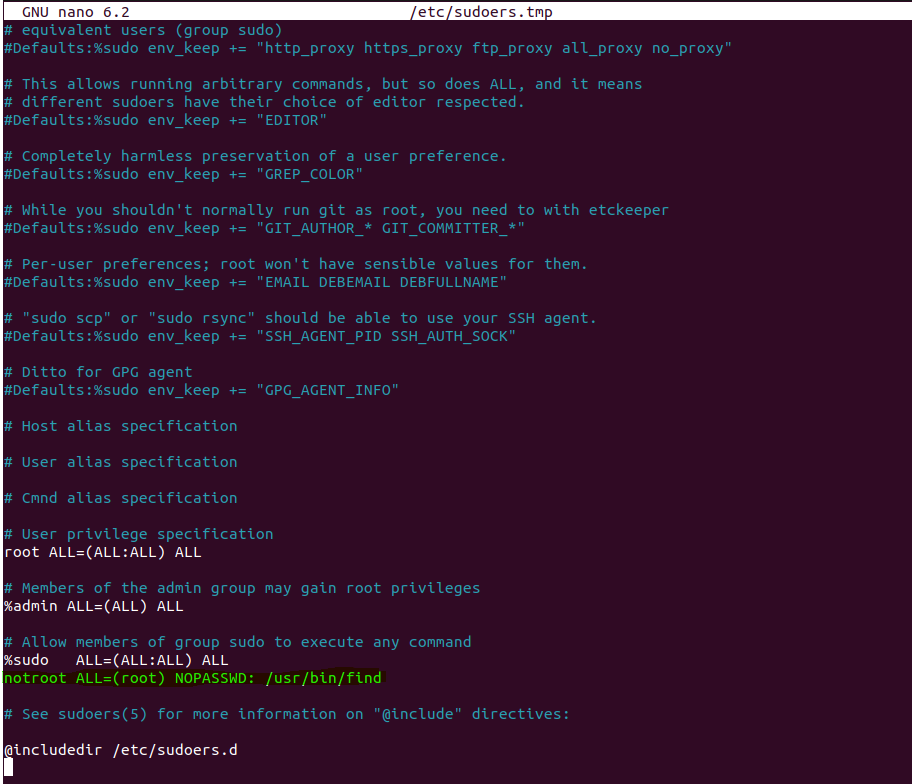 GNU nano 6.2 /etc/sudoers.tmp
# equivalent users (group sudo)
#Defaults:%sudo env_keep += "http_proxy https_proxy ftp_proxy all_proxy no_proxy"
# This allows running arbitrary commands, but so does ALL, and it means
# different sudoers have their choice of editor respected.
#Defaults:%sudo env_keep += "EDITOR"
# Completely harmless preservation of a user preference.
#Defaults:%sudo env_keep += "GREP_COLOR"
# While you shouldn't normally run git as root, you need to with etckeeper
#Defaults:%sudo env_keep += "GIT_AUTHOR_* GIT_COMMITTER_*"
# Per-user preferences; root won't have sensible values for them.
#Defaults:%sudo env_keep += "EMAIL DEBEMAIL DEBFULLNAME"
# "sudo scp" or "sudo rsync" should be able to use your SSH agent.
#Defaults:%sudo env_keep += "SSH_AGENT_PID SSH_AUTH_SOCK"
# Ditto for GPG agent
#Defaults:%sudo env_keep += "GPG_AGENT_INFO"
# Host alias specification
# User alias specification
# Cmnd alias specification
# User privilege specification
root ALL=(ALL:ALL) ALL
# Members of the admin group may gain root privileges
%admin ALL=(ALL) ALL
# Allow members of group sudo to execute any command
%sudo   ALL=(ALL:ALL) ALL
notroot ALL=(root) NOPASSWD: /usr/bin/find
# See sudoers(5) for more information on "@include" directives:
@includedir /etc/sudoers.d